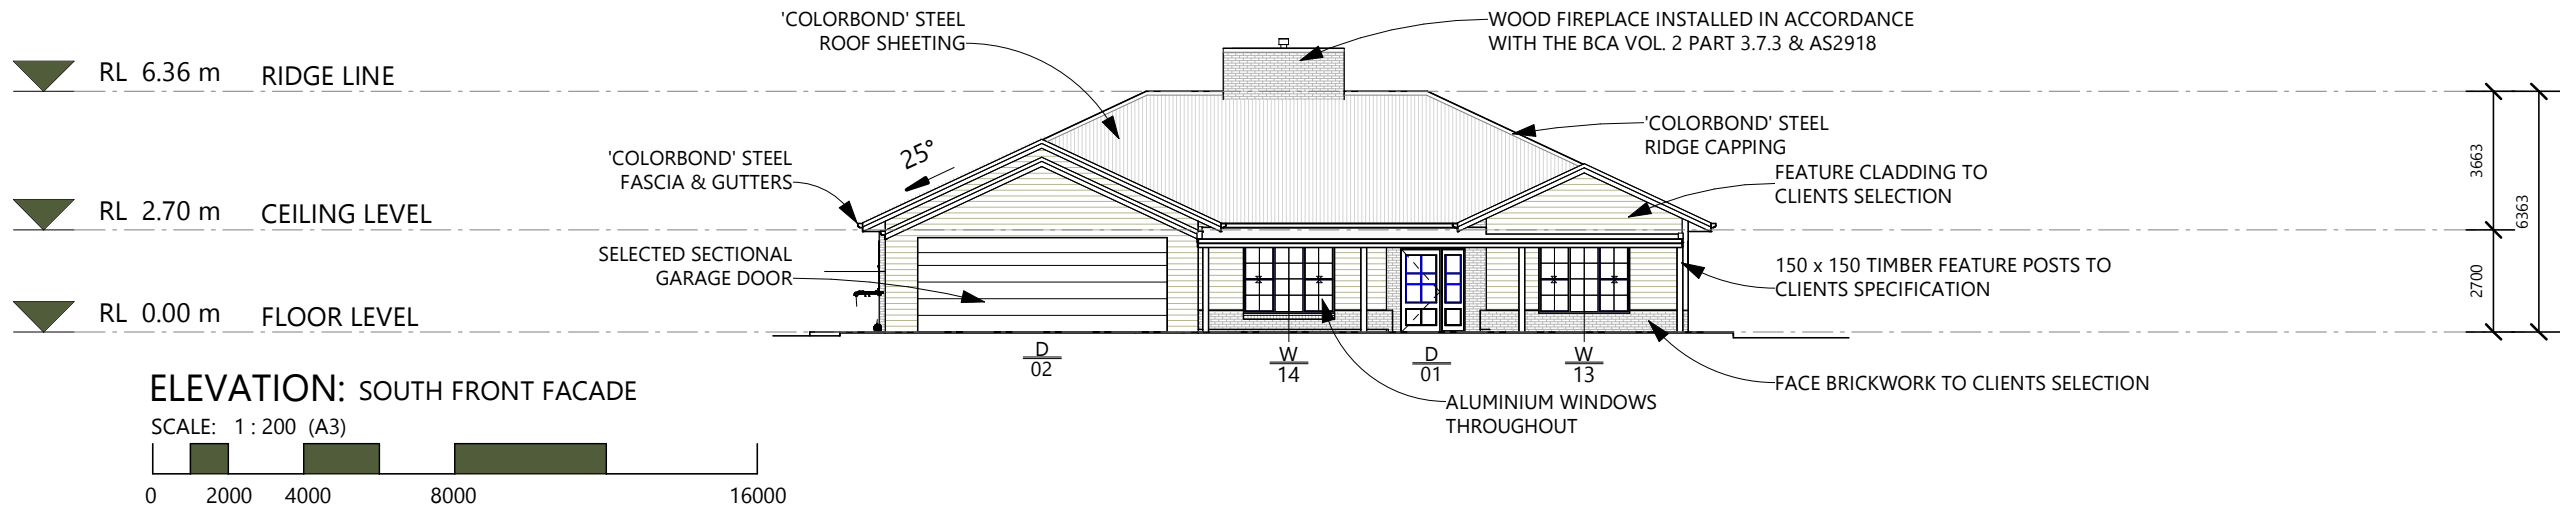 'COLORBOND' STEEL
ROOF SHEETING
WOOD FIREPLACE INSTALLED IN ACCORDANCE
WITH THE BCA VOL. 2 PART 3.7.3 & AS2918
RL 6.36 m RIDGE LINE
'COLORBOND' STEEL
RIDGE CAPPING
'COLORBOND' STEEL
FASCIA & GUTTERS
25°
FEATURE CLADDING TO
CLIENTS SELECTION
3663
6363
2700
RL 2.70 m CEILING LEVEL
SELECTED SECTIONAL
GARAGE DOOR
150 x 150 TIMBER FEATURE POSTS TO
CLIENTS SPECIFICATION
RL 0.00 m FLOOR LEVEL
D
02
W
14
D
01
W
13
FACE BRICKWORK TO CLIENTS SELECTION
ALUMINIUM WINDOWS
THROUGHOUT
ELEVATION: SOUTH FRONT FACADE
SCALE: 1 : 200 (A3)
0 2000 4000 8000 16000